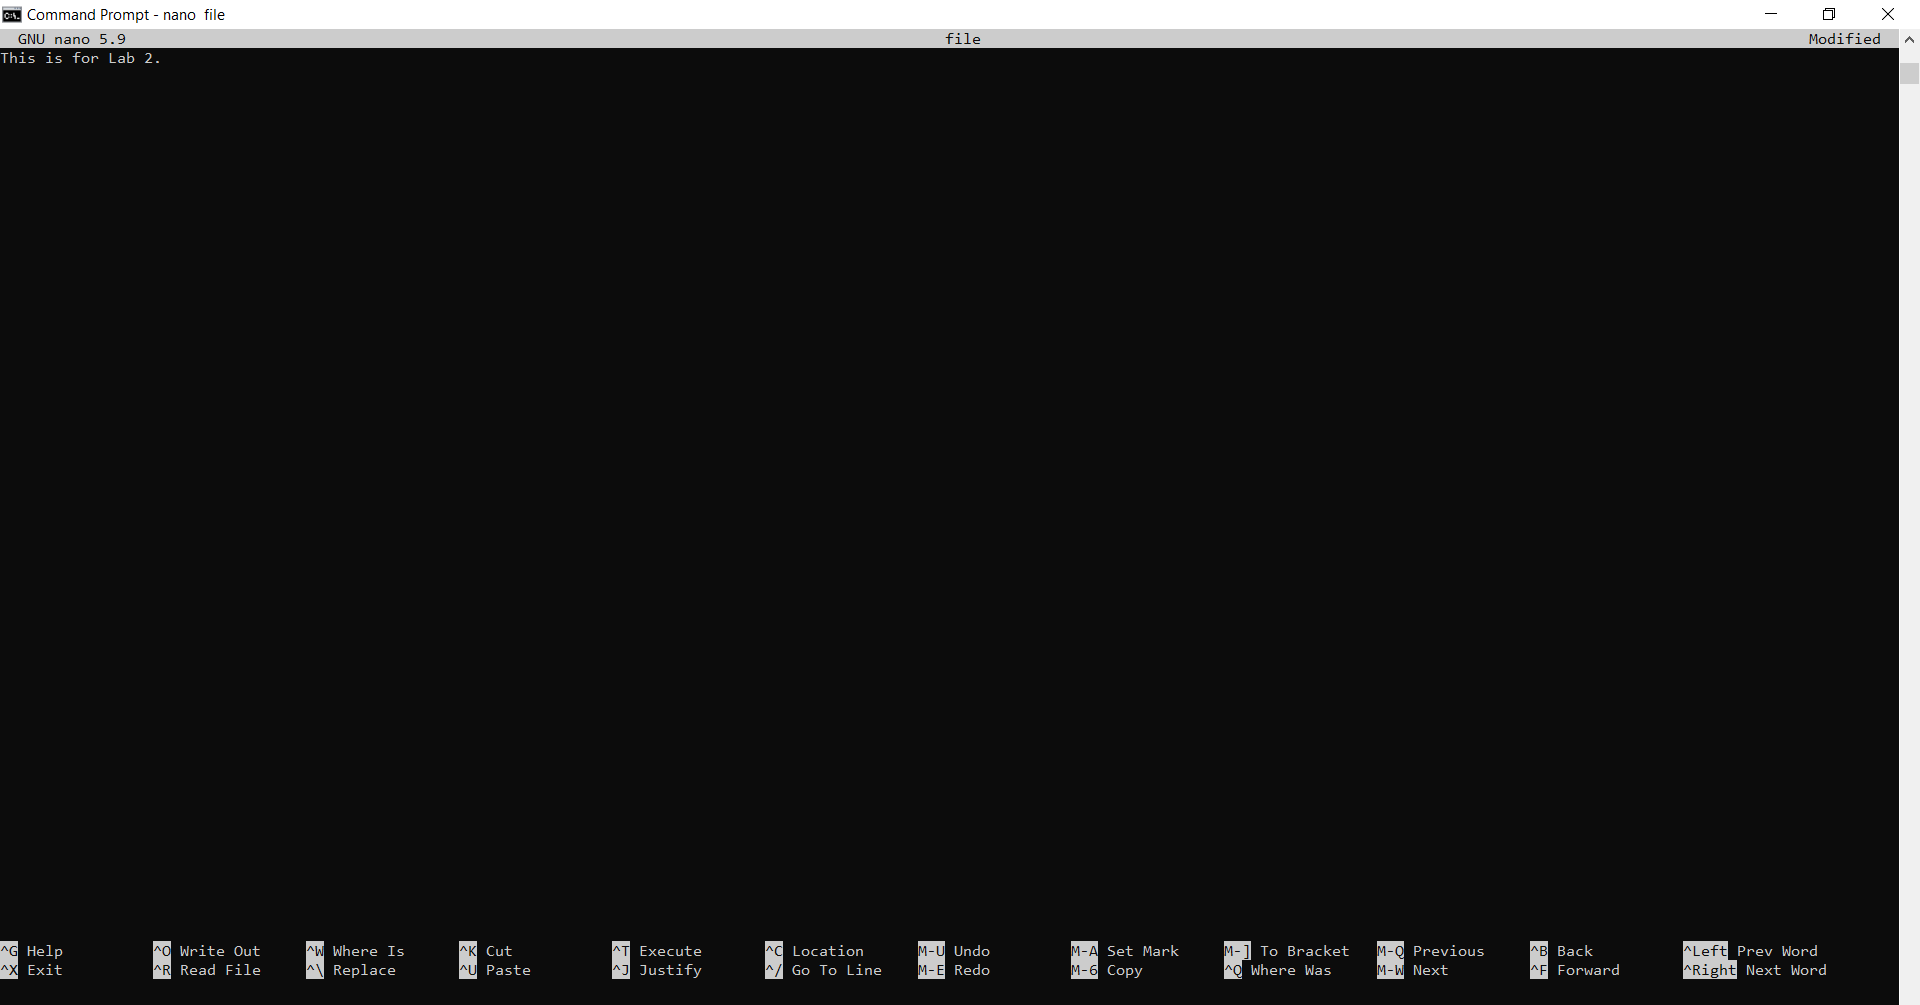 Command Prompt - nano  file
GNU nano 5.9 file Modified
This is for Lab 2.
^G Help ^O Write Out ^W Where Is ^K Cut ^T Execute ^C Location M-U Undo M-A Set Mark M-] To Bracket M-Q Previous ^B Back ^Left Prev Word
^X Exit ^R Read File ^\ Replace ^U Paste ^J Justify ^/ Go To Line M-E Redo M-6 Copy ^Q Where Was M-W Next ^F Forward ^Right Next Word